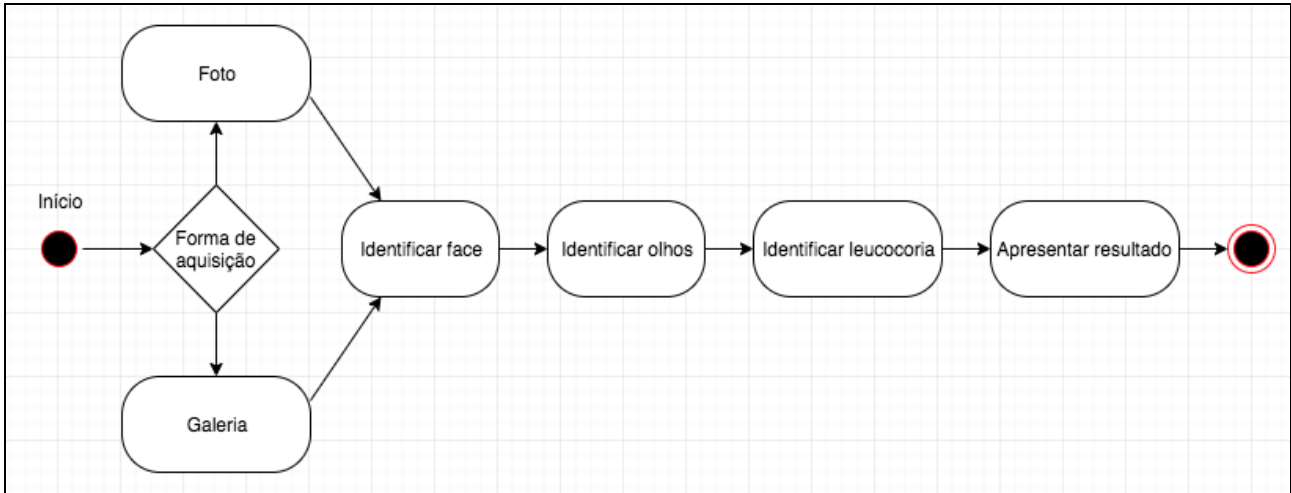 Foto
Início
Forma de
aquisição
Identificar face
Identificar olhos
Identificar leucocoria
Apresentar resultado
Galeria